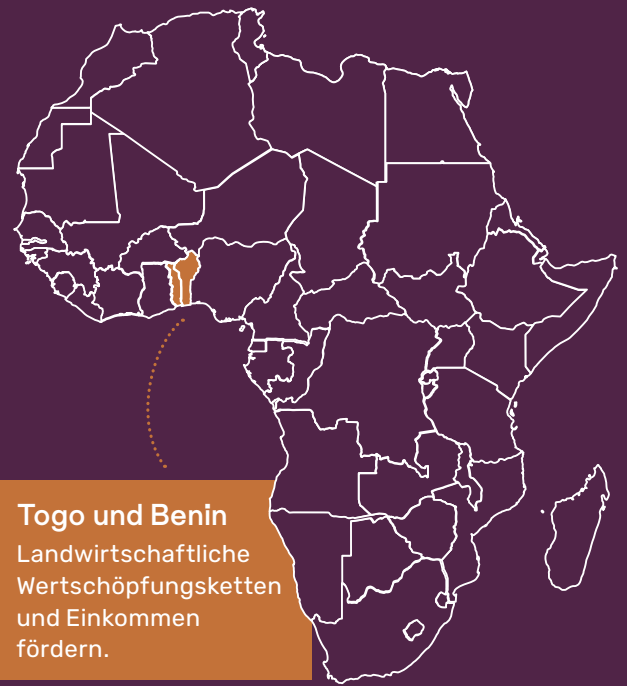 Togo und Benin
Landwirtschaftliche
Wertschöpfungsketten
und Einkommen
fördern.